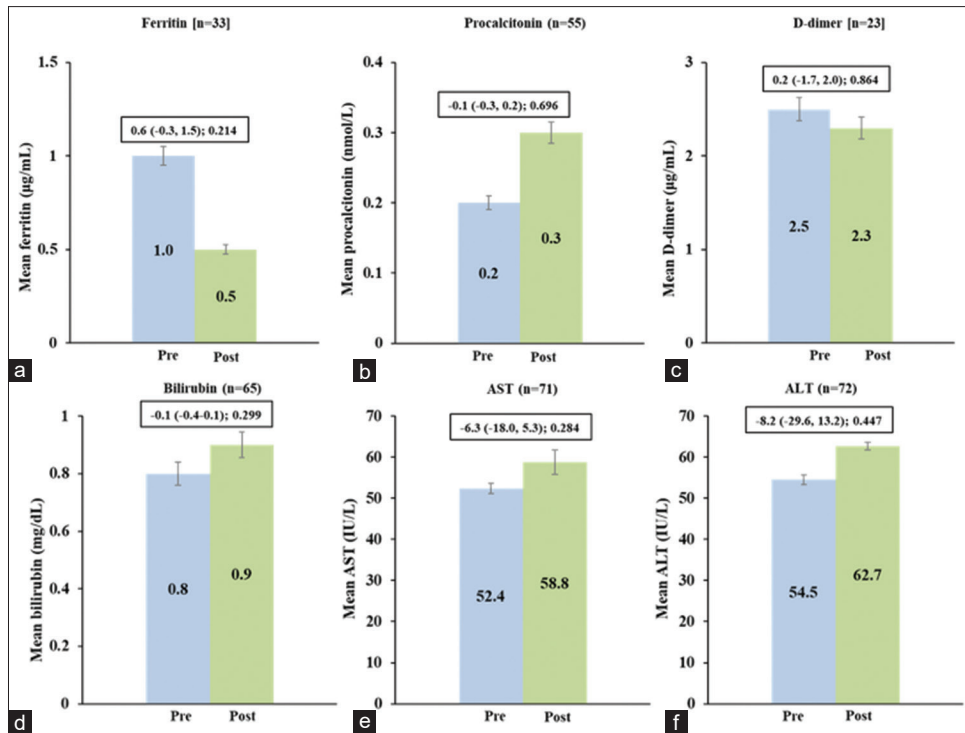 Ferritin [n=33]
1.5
1
0.5
0
Mean ferritin (µg/mL)
0.6 (-0.3, 1.5); 0.214
1.0
0.5
Pre
Post
a
Procalcitonin (n=55)
0.4
0.3
0.2
0.1
0
Mean procalcitonin (nmol/L)
-0.1 (-0.3, 0.2); 0.696
0.2
0.3
Pre
Post
b
D-dimer [n=23]
3
2
1
0
Mean D-dimer (µg/mL)
0.2 (-1.7, 2.0); 0.864
2.5
2.3
Pre
Post
c
Bilirubin (n=65)
1
0.8
0.6
0.4
0.2
0
Mean bilirubin (mg/dL)
-0.1 (-0.4-0.1); 0.299
0.8
0.9
Pre
Post
d
AST (n=71)
70
60
50
40
30
20
10
0
Mean AST (IU/L)
-6.3 (-18.0, 5.3); 0.284
52.4
58.8
Pre
Post
e
ALT (n=72)
70
60
50
40
30
20
10
0
Mean ALT (IU/L)
-8.2 (-29.6, 13.2); 0.447
54.5
62.7
Pre
Post
f